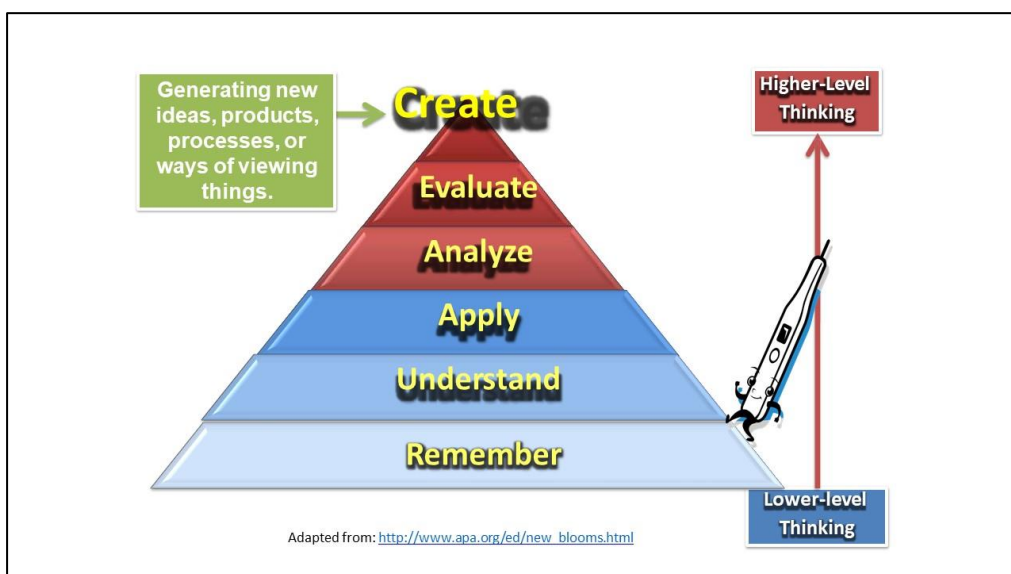 Generating new
ideas, products,
processes, or
ways of viewing
things.
Create
Evaluate
Analyze
Apply
Understand
Remember
Higher-Level
Thinking
Lower-level
Thinking
Adapted from: http://www.apa.org/ed/new_blooms.html